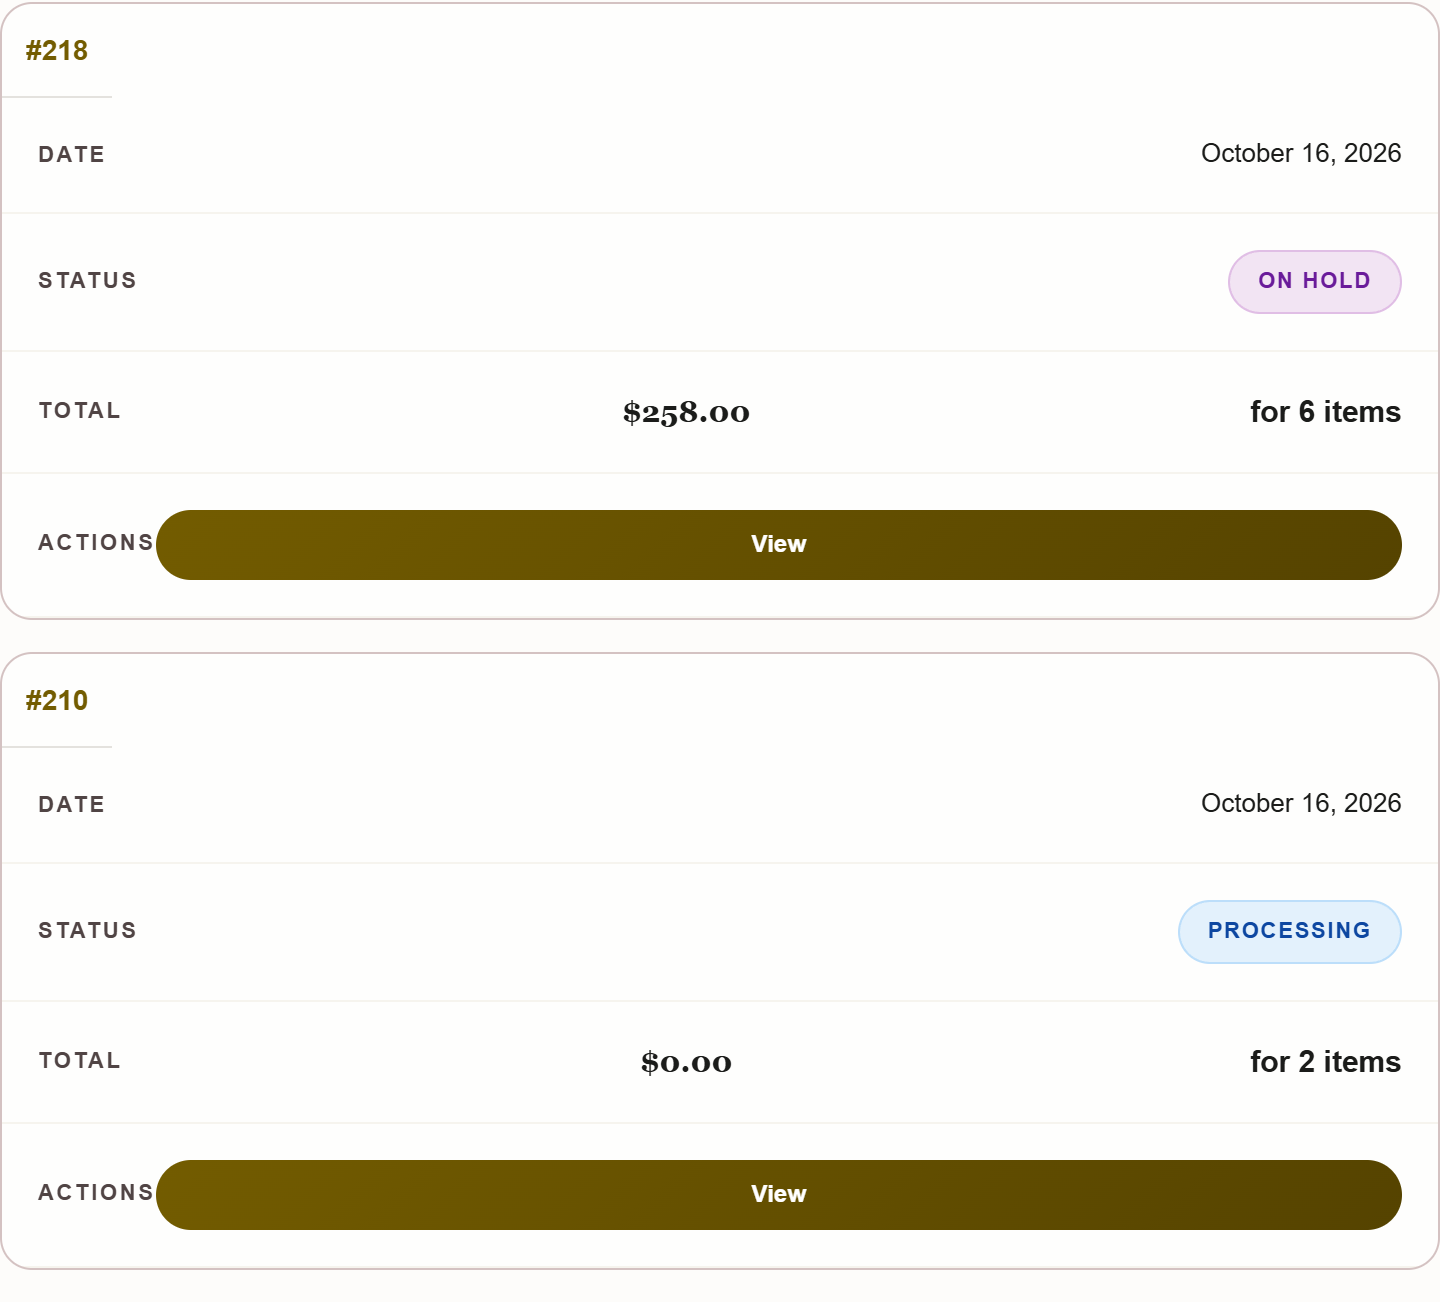 #218
DATE October 16, 2026
STATUS ON HOLD
TOTAL $258.00 for 6 items
ACTIONS View
#210
DATE October 16, 2026
STATUS PROCESSING
TOTAL $0.00 for 2 items
ACTIONS View